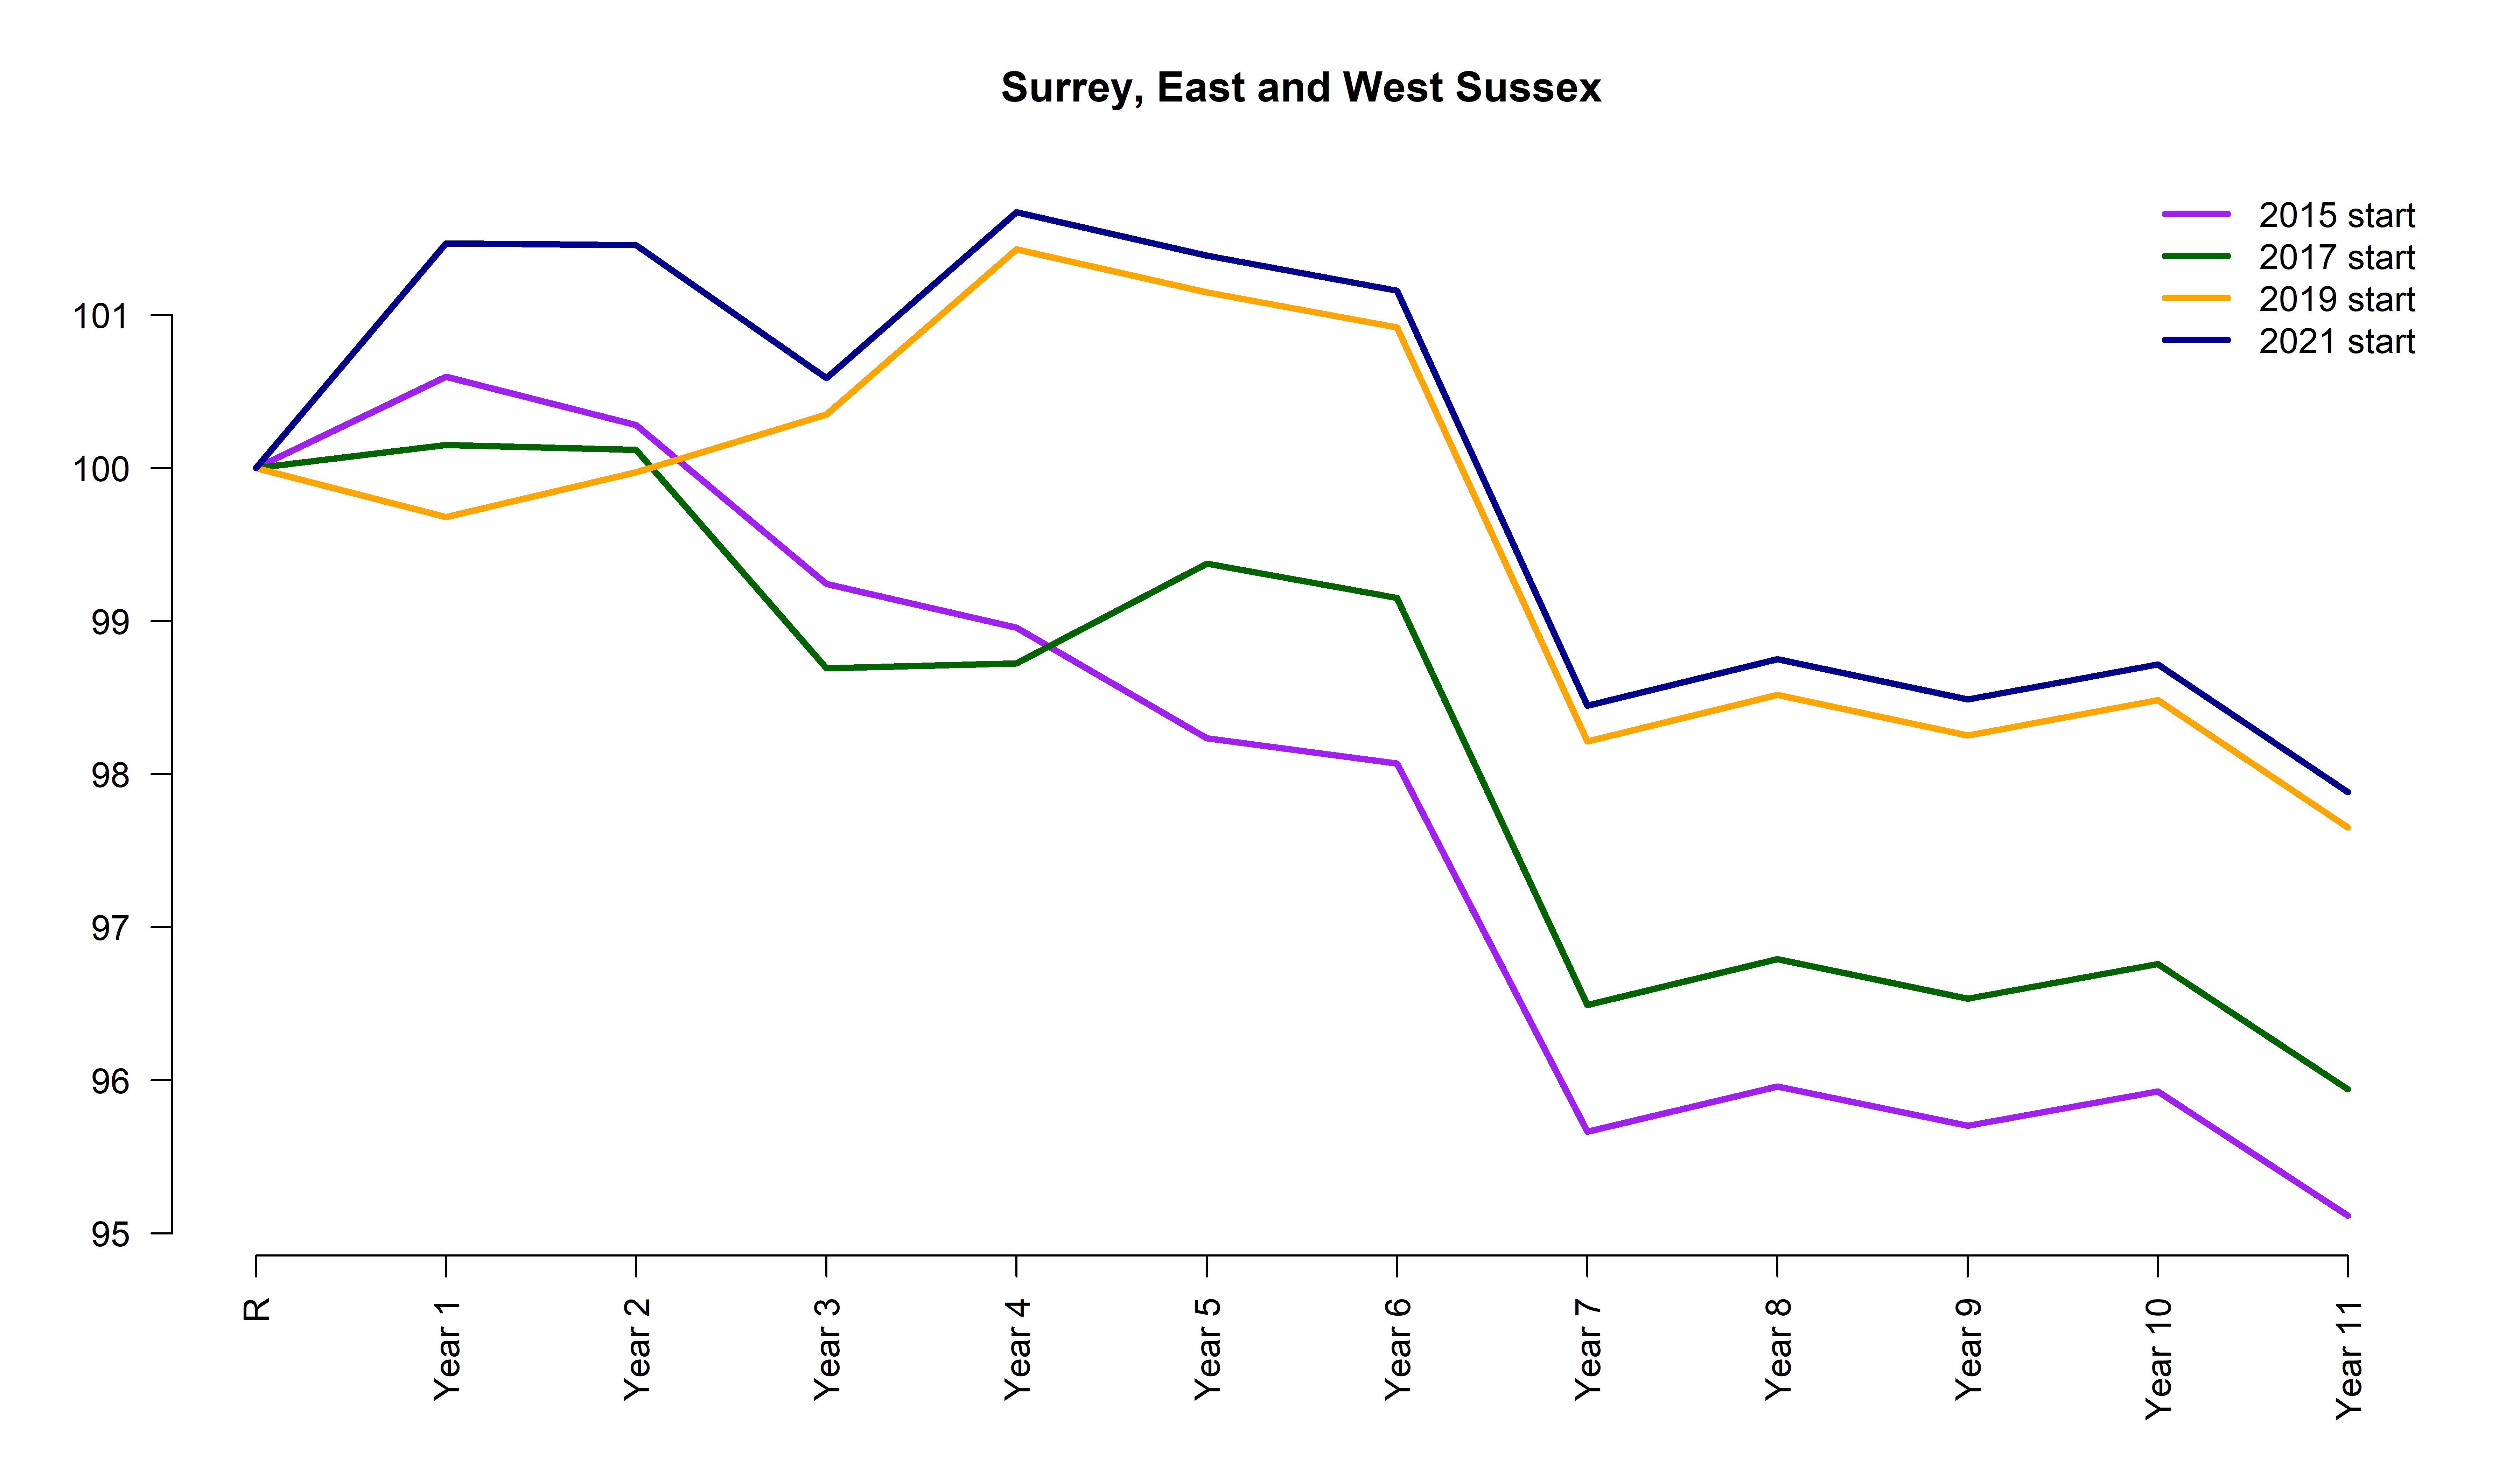 Surrey, East and West Sussex
2015 start
2017 start
2019 start
2021 start
101
100
99
98
97
96
95
R
Year 1
Year 2
Year 3
Year 4
Year 5
Year 6
Year 7
Year 8
Year 9
Year 10
Year 11